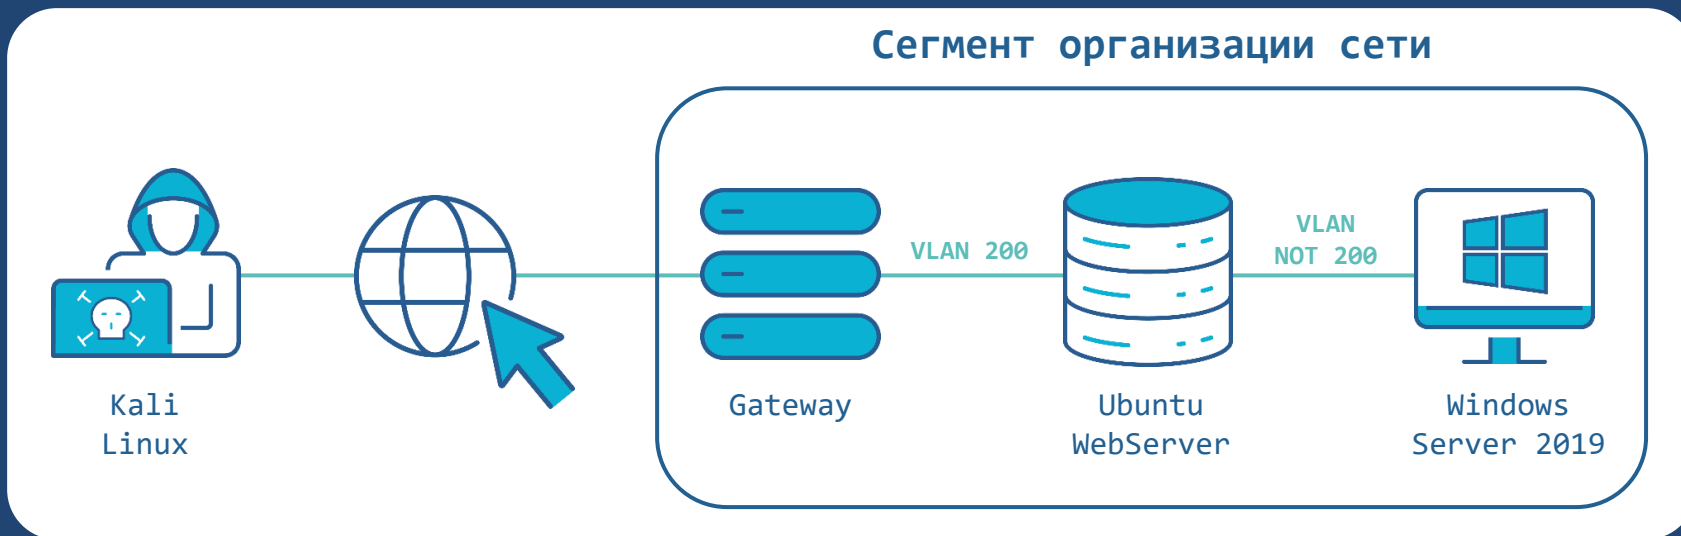 Сегмент организации сети
VLAN 200
VLAN
NOT 200
Kali
Linux
Gateway
Ubuntu
WebServer
Windows
Server 2019